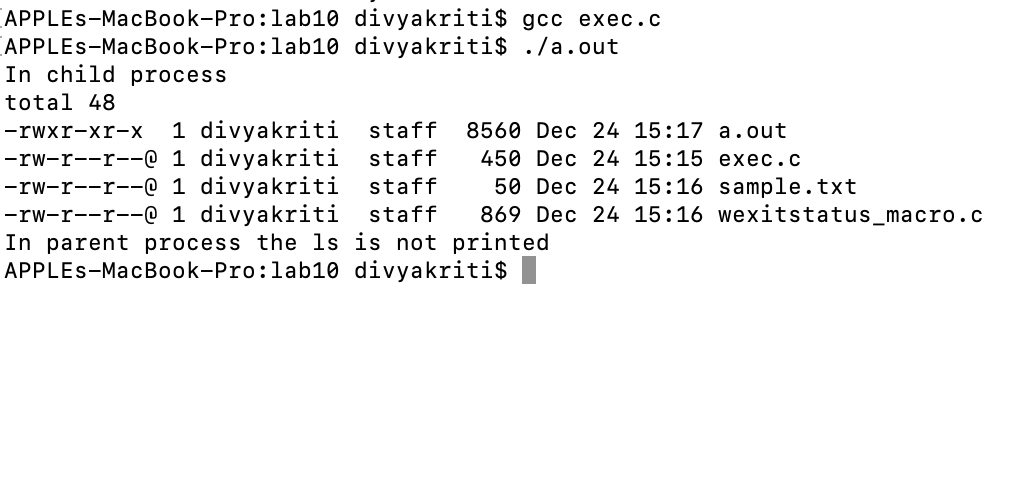 APPLEs-MacBook-Pro:lab10 divyakriti$ gcc exec.c
APPLEs-MacBook-Pro:lab10 divyakriti$ ./a.out
In child process
total 48
-rwxr-xr-x  1 divyakriti  staff  8560 Dec 24 15:17 a.out
-rw-r--r--@ 1 divyakriti  staff   450 Dec 24 15:15 exec.c
-rw-r--r--@ 1 divyakriti  staff    50 Dec 24 15:16 sample.txt
-rw-r--r--@ 1 divyakriti  staff   869 Dec 24 15:16 wexitstatus_macro.c
In parent process the ls is not printed
APPLEs-MacBook-Pro:lab10 divyakriti$